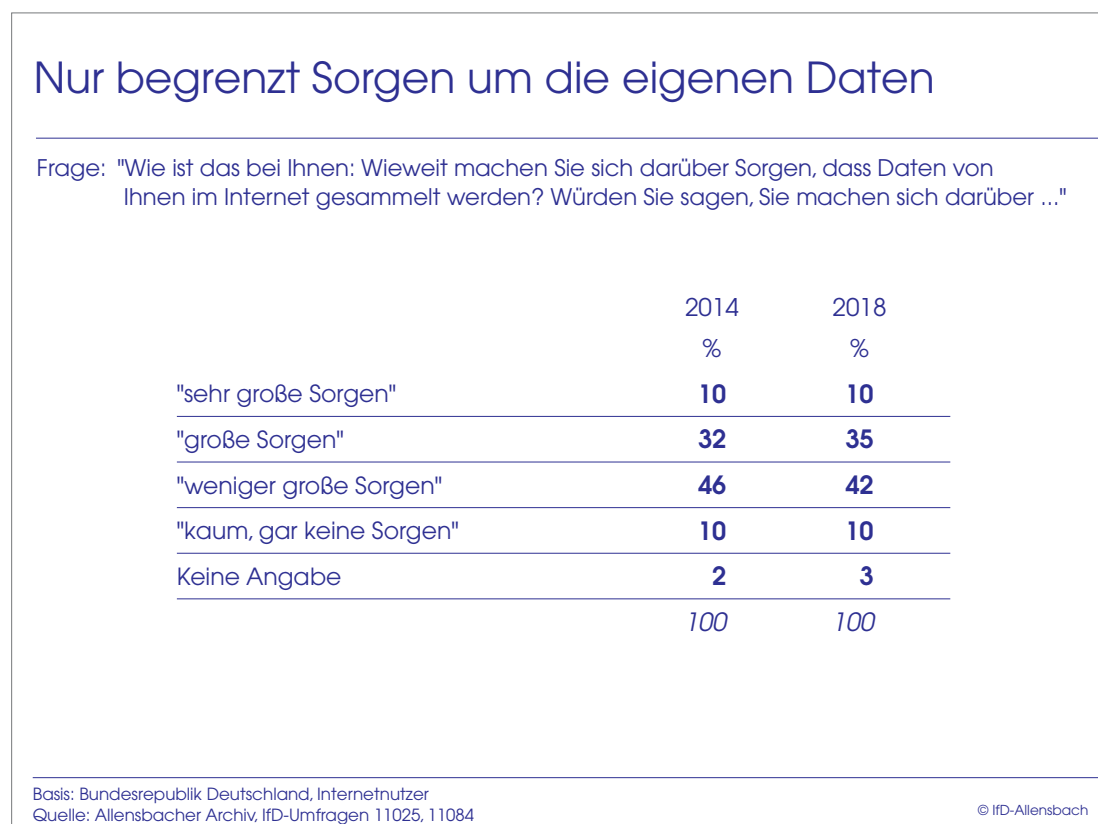 Nur begrenzt Sorgen um die eigenen Daten
Frage: "Wie ist das bei Ihnen: Wieweit machen Sie sich darüber Sorgen, dass Daten von
Ihnen im Internet gesammelt werden? Würden Sie sagen, Sie machen sich darüber ..."
2014 2018
% %
"sehr große Sorgen" 10 10
"große Sorgen" 32 35
"weniger große Sorgen" 46 42
"kaum, gar keine Sorgen" 10 10
Keine Angabe 2 3
100 100
Basis: Bundesrepublik Deutschland, Internetnutzer
Quelle: Allensbacher Archiv, IfD-Umfragen 11025, 11084
© IfD-Allensbach